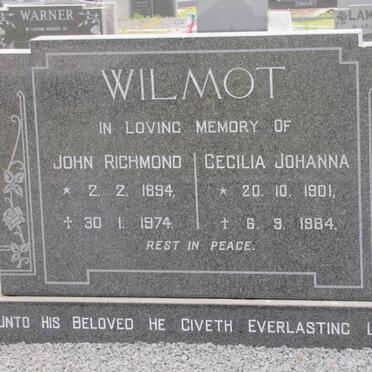 WARNER
IN LOVING MEMORY OF
SWART
WILMOT
IN LOVING MEMORY OF
JOHN RICHMOND
* 2. 2. 1894,
✝ 30. 1. 1974.
CECILIA JOHANNA
* 20. 10. 1901,
✝ 6. 9. 1984.
REST IN PEACE.
UNTO HIS BELOVED HE GIVETH EVERLASTING